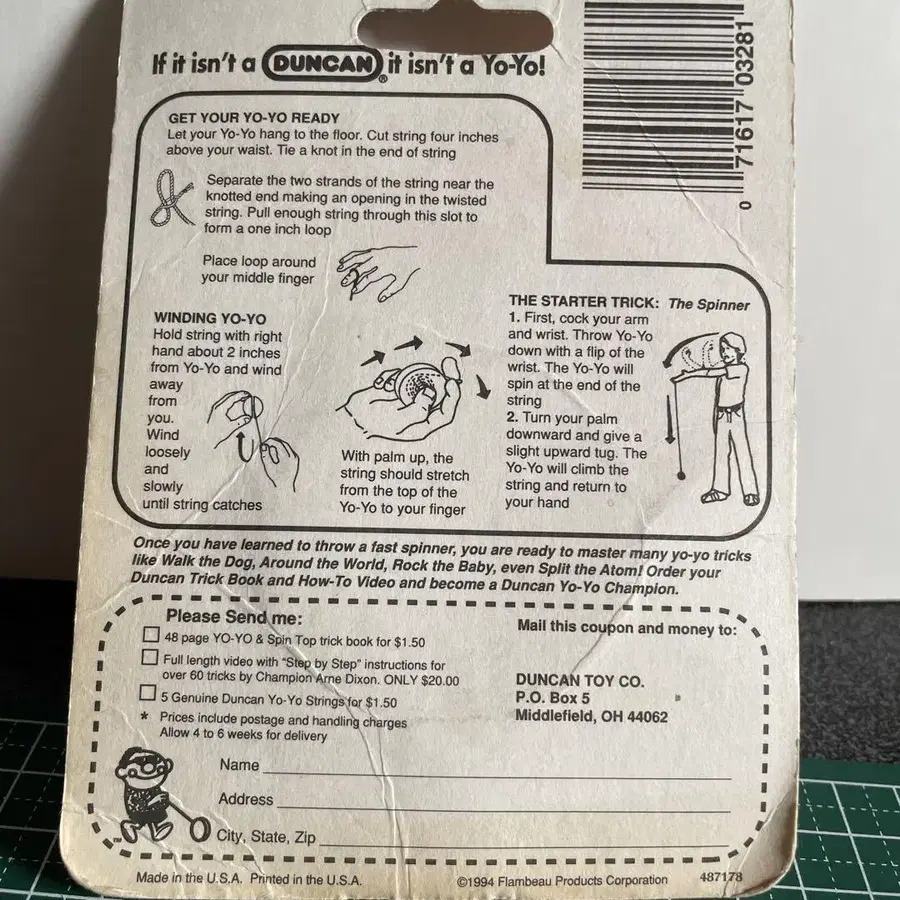 If it isn't a DUNCAN® it isn't a Yo-Yo!
0 71617 03281
GET YOUR YO-YO READY
Let your Yo-Yo hang to the floor. Cut string four inches
above your waist. Tie a knot in the end of string
Separate the two strands of the string near the
knotted end making an opening in the twisted
string. Pull enough string through this slot to
form a one inch loop
Place loop around
your middle finger
WINDING YO-YO
Hold string with right
hand about 2 inches
from Yo-Yo and wind
away
from
you.
Wind
loosely
and
slowly
until string catches
With palm up, the
string should stretch
from the top of the
Yo-Yo to your finger
THE STARTER TRICK: The Spinner
1. First, cock your arm
and wrist. Throw Yo-Yo
down with a flip of the
wrist. The Yo-Yo will
spin at the end of the
string
2. Turn your palm
downward and give a
slight upward tug. The
Yo-Yo will climb the
string and return to
your hand
Once you have learned to throw a fast spinner, you are ready to master many yo-yo tricks
like Walk the Dog, Around the World, Rock the Baby, even Split the Atom! Order your
Duncan Trick Book and How-To Video and become a Duncan Yo-Yo Champion.
Please Send me:
48 page YO-YO & Spin Top trick book for $1.50
Full length video with "Step by Step" instructions for
over 60 tricks by Champion Arne Dixon. ONLY $20.00
5 Genuine Duncan Yo-Yo Strings for $1.50
* Prices include postage and handling charges
Allow 4 to 6 weeks for delivery
Mail this coupon and money to:
DUNCAN TOY CO.
P.O. Box 5
Middlefield, OH 44062
Name
Address
City, State, Zip
Made in the U.S.A. Printed in the U.S.A.
©1994 Flambeau Products Corporation
487178